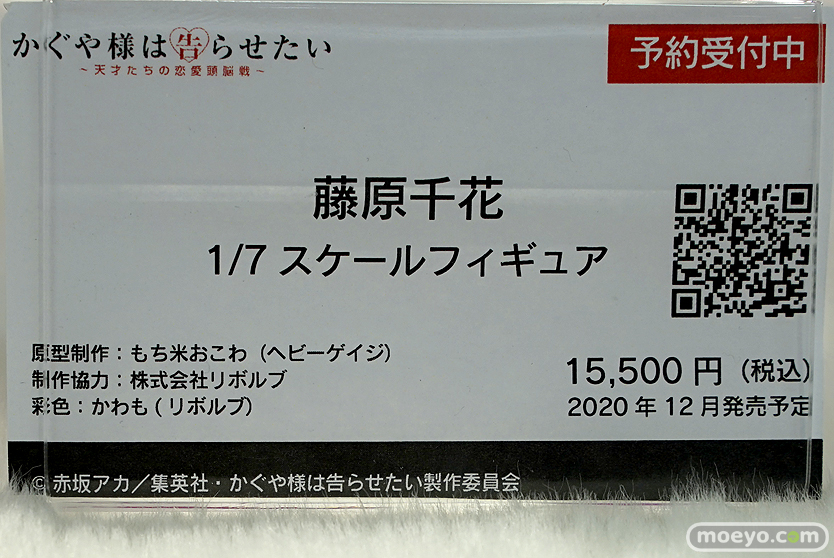 かぐや様は告らせたい
～天才たちの恋愛頭脳戦～
予約受付中
藤原千花
1/7 スケールフィギュア
原型制作：もち米おこわ（ヘビーゲイジ）
制作協力：株式会社リボルブ
彩色：かわも(リボルブ)
15,500 円（税込）
2020 年 12 月発売予定
© 赤坂アカ／集英社・かぐや様は告らせたい製作委員会
moeyo.com